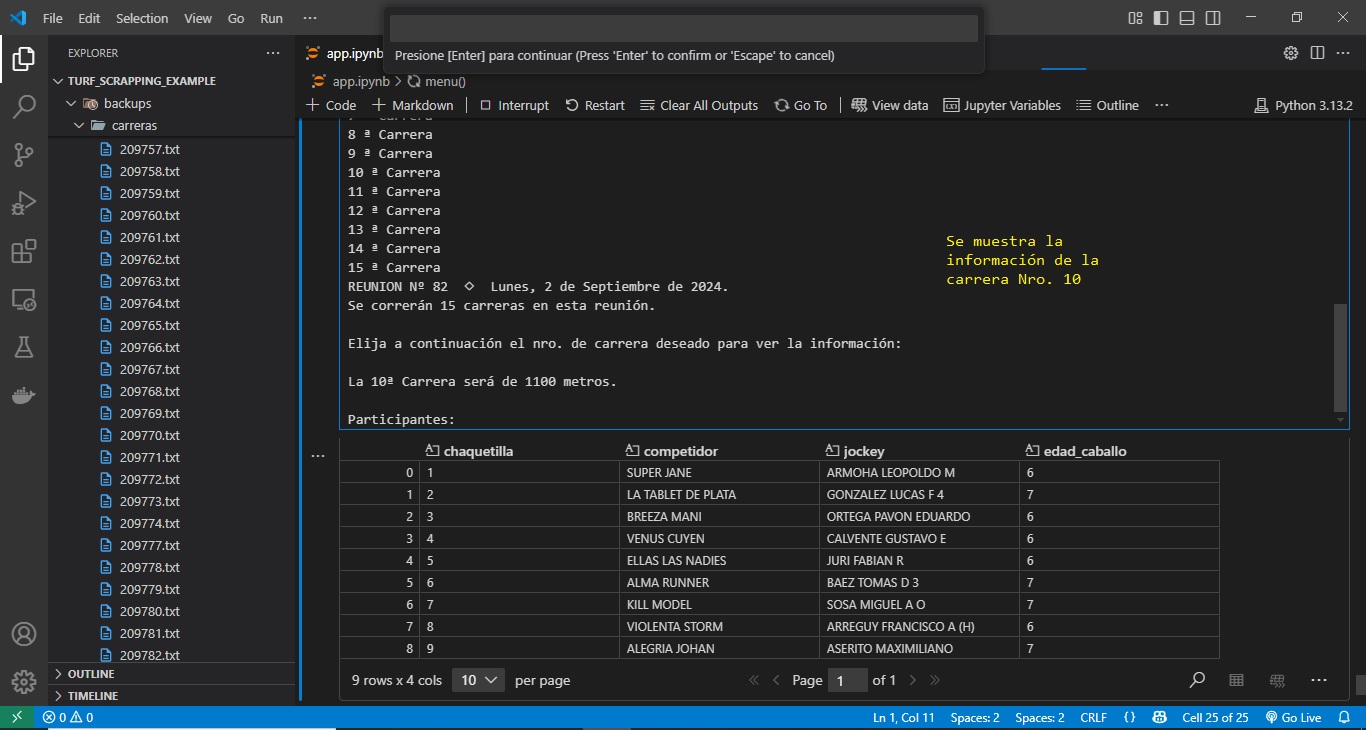 File Edit Selection View Go Run ···
Presione [Enter] para continuar (Press 'Enter' to confirm or 'Escape' to cancel)
EXPLORER ···
TURF_SCRAPPING_EXAMPLE
backups
carreras
209757.txt
209758.txt
209759.txt
209760.txt
209761.txt
209762.txt
209763.txt
209764.txt
209765.txt
209766.txt
209767.txt
209768.txt
209769.txt
209770.txt
209771.txt
209772.txt
209773.txt
209774.txt
209777.txt
209778.txt
209779.txt
209780.txt
209781.txt
209782.txt
OUTLINE
TIMELINE
app.ipynb
app.ipynb > menu()
+ Code + Markdown | Interrupt Restart Clear All Outputs Go To | View data Jupyter Variables Outline ··· Python 3.13.2
8 ª Carrera
9 ª Carrera
10 ª Carrera
11 ª Carrera
12 ª Carrera
13 ª Carrera
14 ª Carrera
15 ª Carrera
REUNION Nº 82 ◇ Lunes, 2 de Septiembre de 2024.
Se correrán 15 carreras en esta reunión.
Elija a continuación el nro. de carrera deseado para ver la información:
La 10ª Carrera será de 1100 metros.
Participantes:
Se muestra la
información de la
carrera Nro. 10
chaquetilla competidor jockey edad_caballo
0 1 SUPER JANE ARMOHA LEOPOLDO M 6
1 2 LA TABLET DE PLATA GONZALEZ LUCAS F 4 7
2 3 BREEZA MANI ORTEGA PAVON EDUARDO 6
3 4 VENUS CUYEN CALVENTE GUSTAVO E 6
4 5 ELLAS LAS NADIES JURI FABIAN R 6
5 6 ALMA RUNNER BAEZ TOMAS D 3 7
6 7 KILL MODEL SOSA MIGUEL A O 7
7 8 VIOLENTA STORM ARREGUY FRANCISCO A (H) 6
8 9 ALEGRIA JOHAN ASERITO MAXIMILIANO 7
9 rows x 4 cols 10 per page « < Page 1 of 1 > » ···
0 0 Ln 1, Col 11 Spaces: 2 Spaces: 2 CRLF {} Cell 25 of 25 Go Live